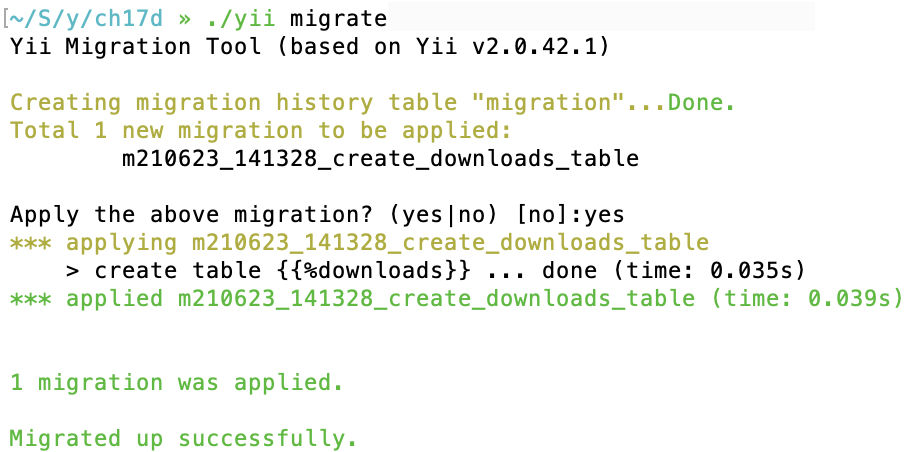 [~/S/y/ch17d » ./yii migrate
Yii Migration Tool (based on Yii v2.0.42.1)
Creating migration history table "migration"...Done.
Total 1 new migration to be applied:
m210623_141328_create_downloads_table
Apply the above migration? (yes|no) [no]:yes
*** applying m210623_141328_create_downloads_table
> create table {{%downloads}} ... done (time: 0.035s)
*** applied m210623_141328_create_downloads_table (time: 0.039s)
1 migration was applied.
Migrated up successfully.